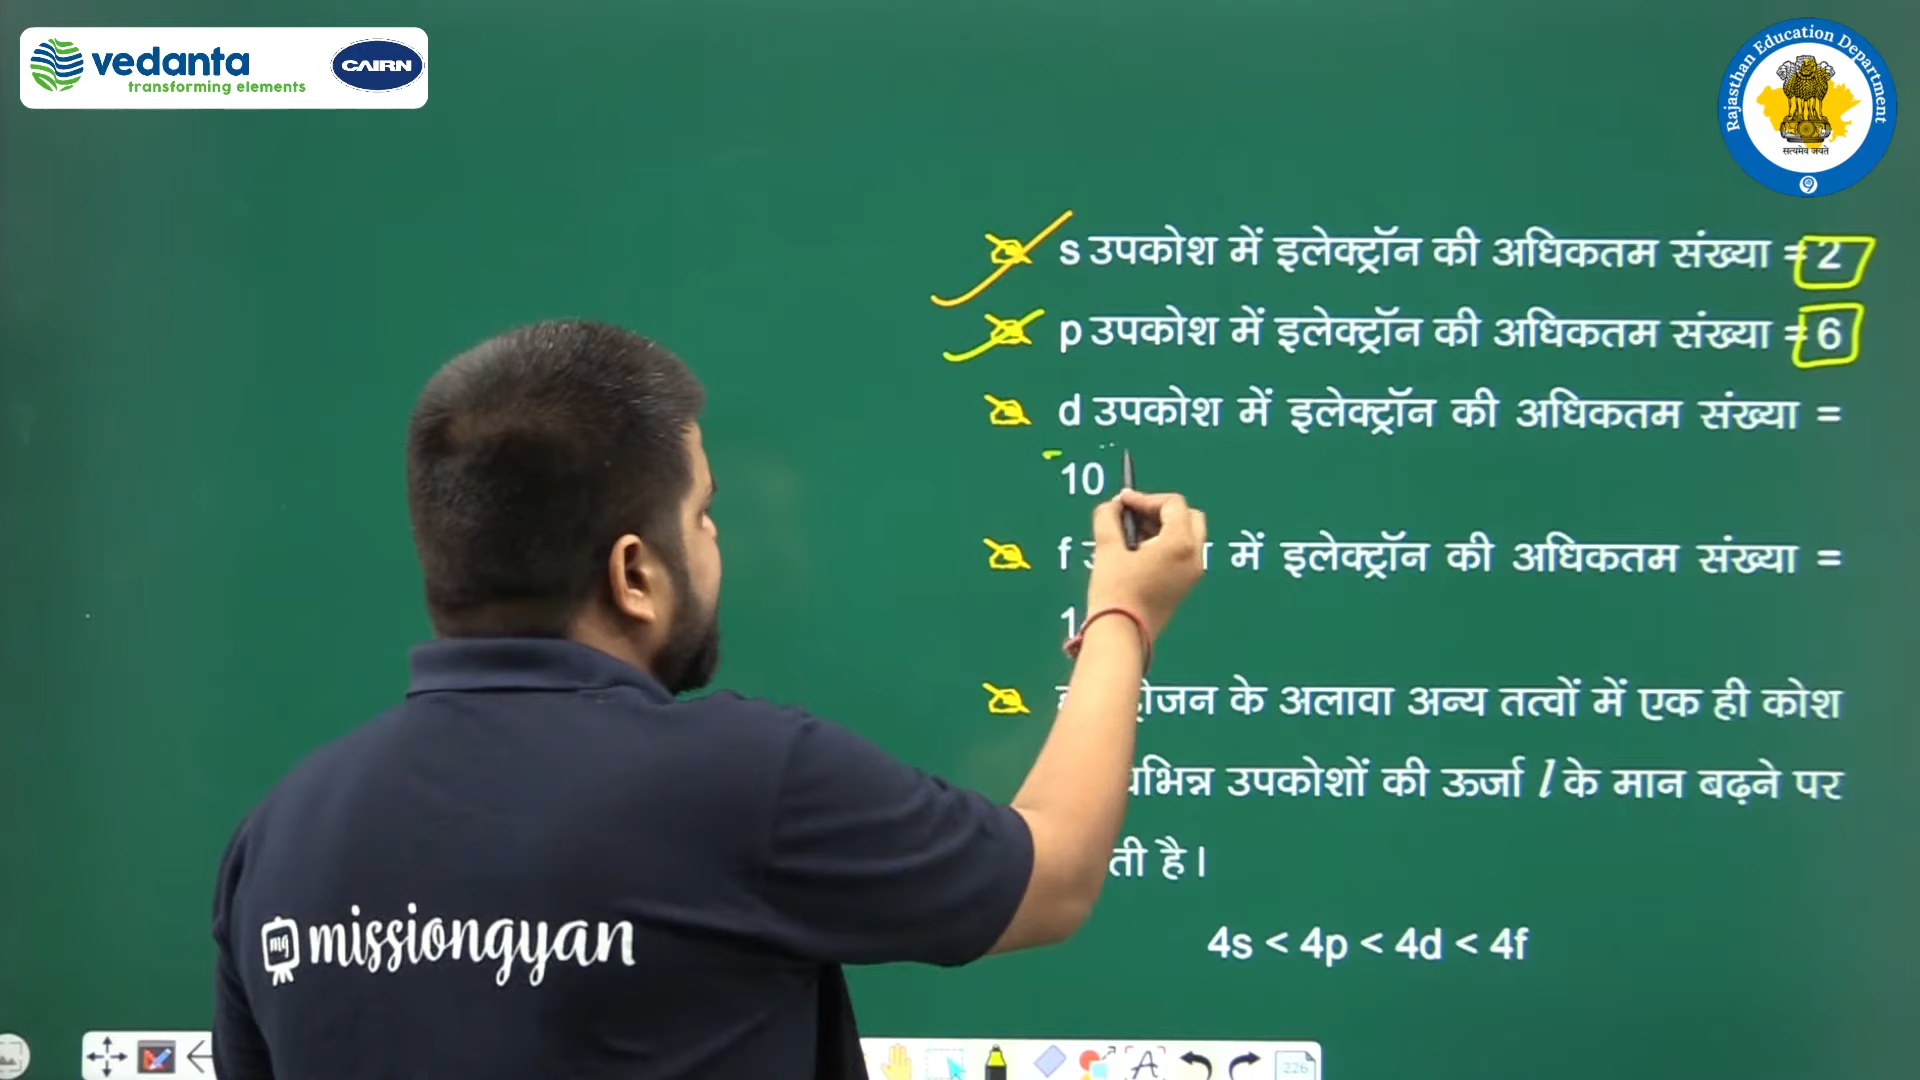 vedanta
transforming elements
CAIRN
Rajasthan Education Department
सत्यमेव जयते
s उपकोश में इलेक्ट्रॉन की अधिकतम संख्या = 2
p उपकोश में इलेक्ट्रॉन की अधिकतम संख्या = 6
d उपकोश में इलेक्ट्रॉन की अधिकतम संख्या =
10
f में इलेक्ट्रॉन की अधिकतम संख्या =
के अलावा अन्य तत्वों में एक ही कोश
उपकोशों की ऊर्जा l के मान बढ़ने पर
है।
4s < 4p < 4d < 4f
mg missiongyan
226